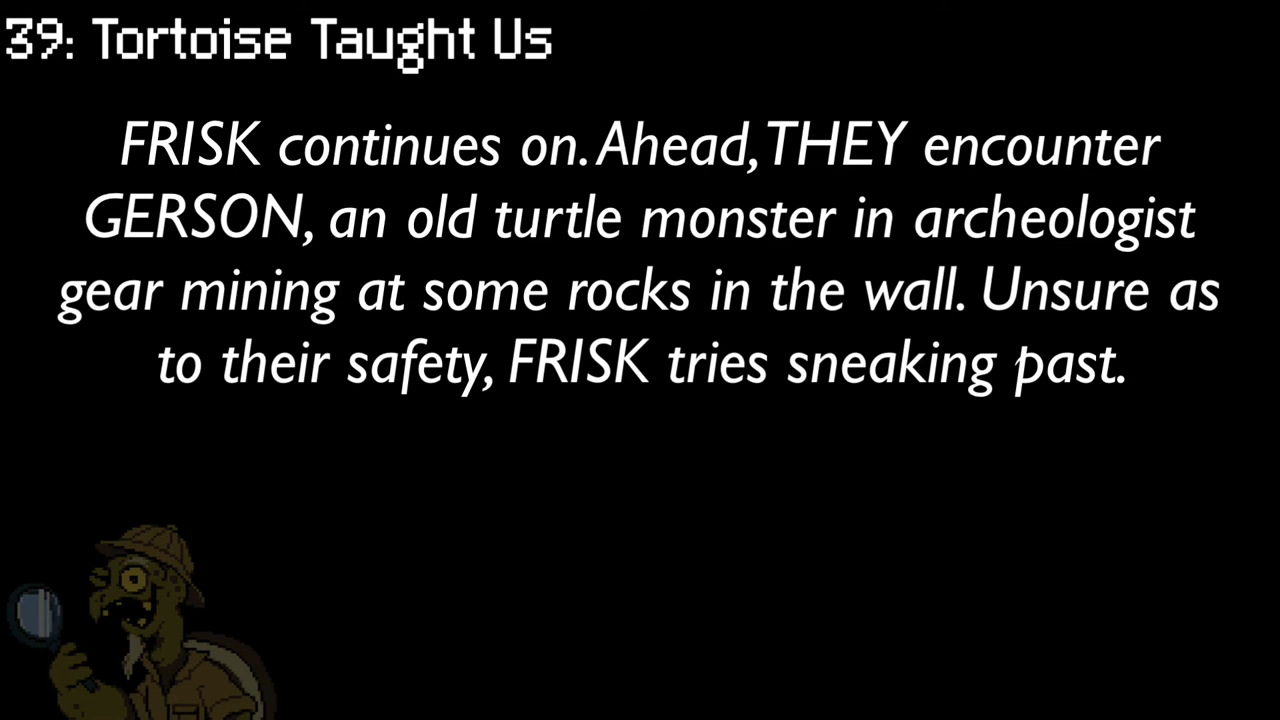 39: Tortoise Taught Us
FRISK continues on. Ahead, THEY encounter
GERSON, an old turtle monster in archeologist
gear mining at some rocks in the wall. Unsure as
to their safety, FRISK tries sneaking past.